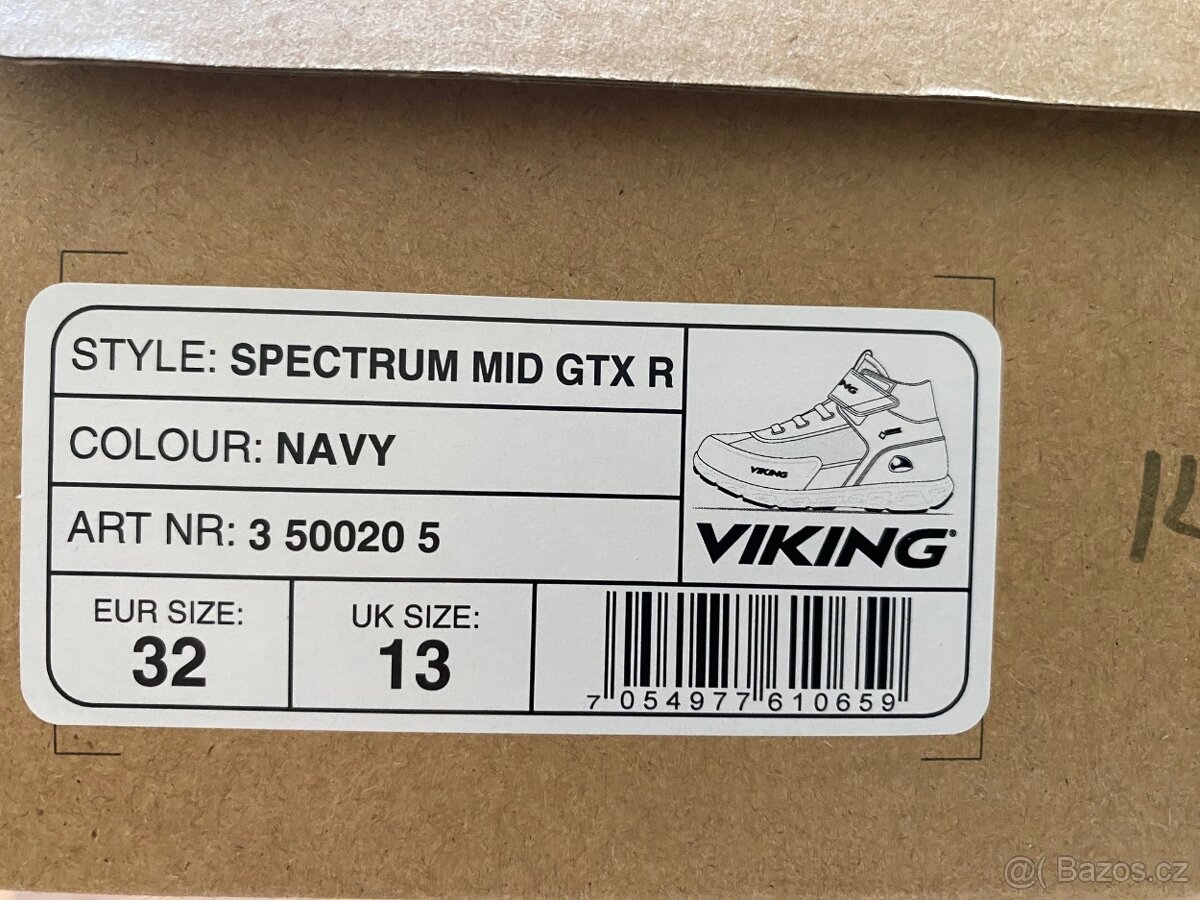 STYLE: SPECTRUM MID GTX R
COLOUR: NAVY
ART NR: 3 50020 5
VIKING
VIKING®
EUR SIZE:
32
UK SIZE:
13
7 054977 610659
@( Bazos.cz